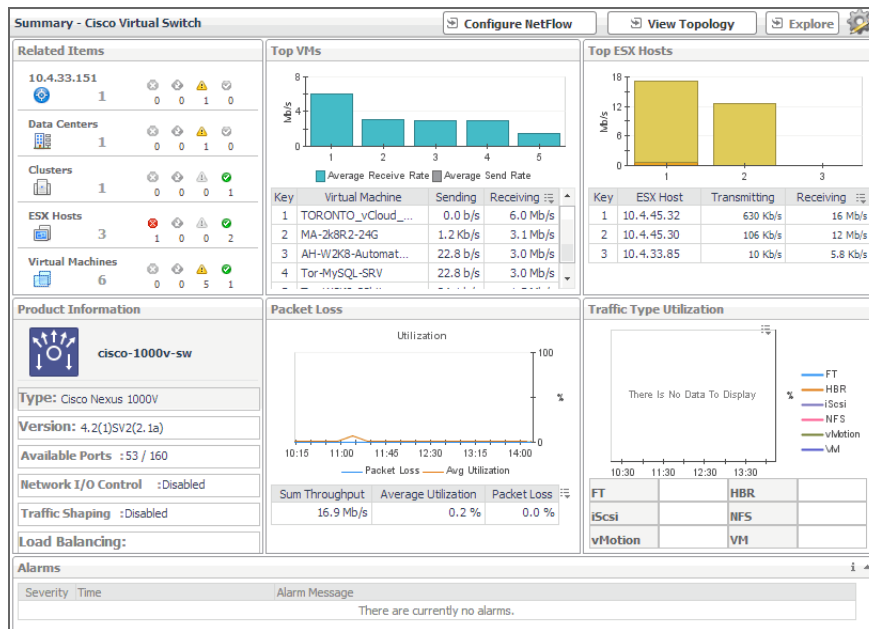 Summary - Cisco Virtual Switch
Configure NetFlow
View Topology
Explore
Related Items
10.4.33.151
1
0 0 1 0
Data Centers
1
0 0 1 0
Clusters
1
0 0 0 1
ESX Hosts
3
1 0 0 2
Virtual Machines
6
0 0 5 1
Top VMs
Mb/s
8
4
0
1 2 3 4 5
Average Receive Rate Average Send Rate
Key Virtual Machine Sending Receiving
1 TORONTO_vCloud_... 0.0 b/s 6.0 Mb/s
2 MA-2k8R2-24G 1.2 Kb/s 3.1 Mb/s
3 AH-W2K8-Automat... 22.8 b/s 3.0 Mb/s
4 Tor-MySQL-SRV 22.8 b/s 3.0 Mb/s
Top ESX Hosts
Mb/s
18
12
6
0
1 2 3
Key ESX Host Transmitting Receiving
1 10.4.45.32 630 Kb/s 16 Mb/s
2 10.4.45.30 106 Kb/s 12 Mb/s
3 10.4.33.85 10 Kb/s 5.8 Kb/s
Product Information
cisco-1000v-sw
Type: Cisco Nexus 1000V
Version: 4.2(1)SV2(2.1a)
Available Ports :53 / 160
Network I/O Control :Disabled
Traffic Shaping :Disabled
Load Balancing:
Packet Loss
Utilization
100
%
0
10:15 11:00 11:45 12:30 13:15 14:00
Packet Loss Avg Utilization
Sum Throughput Average Utilization Packet Loss
16.9 Mb/s 0.2 % 0.0 %
Traffic Type Utilization
There Is No Data To Display
%
FT
HBR
iScsi
NFS
vMotion
VM
10:30 11:30 12:30 13:30
FT HBR
iScsi NFS
vMotion VM
Alarms
i
Severity Time Alarm Message
There are currently no alarms.